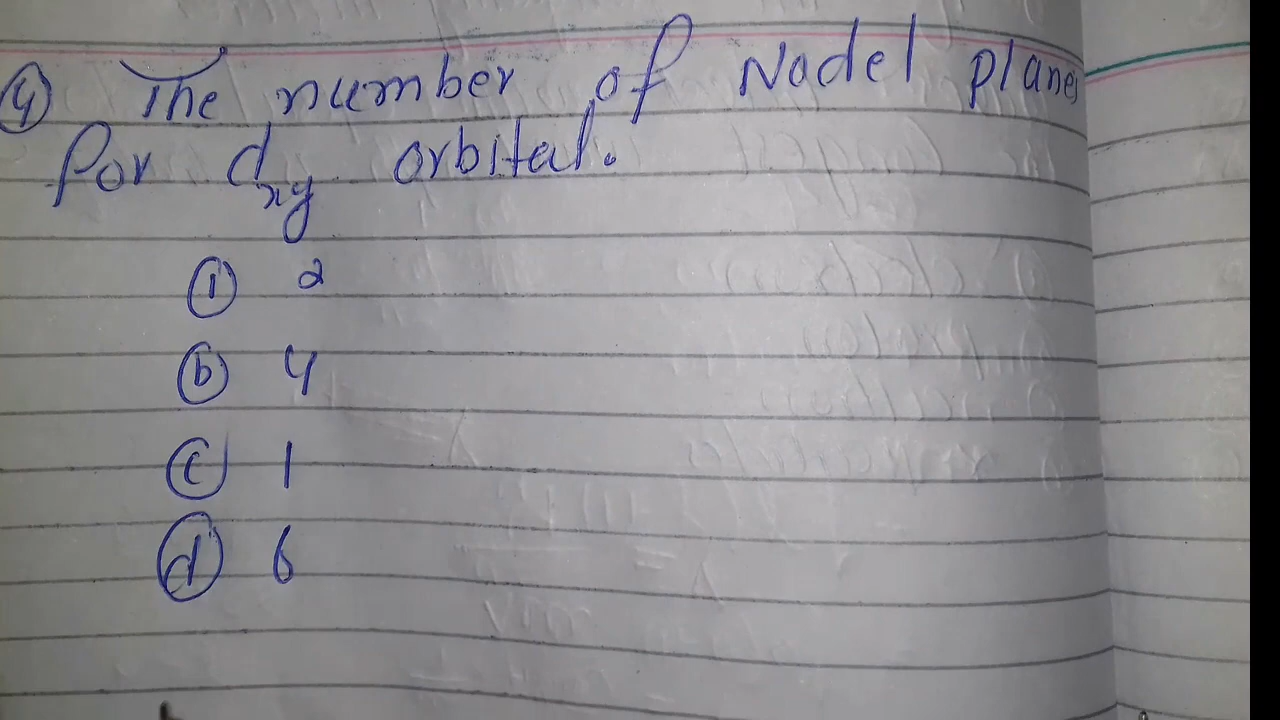 ④ The number of Nodel planes
for dxy orbital.
① 2
ⓑ 4
ⓒ 1
ⓓ 6